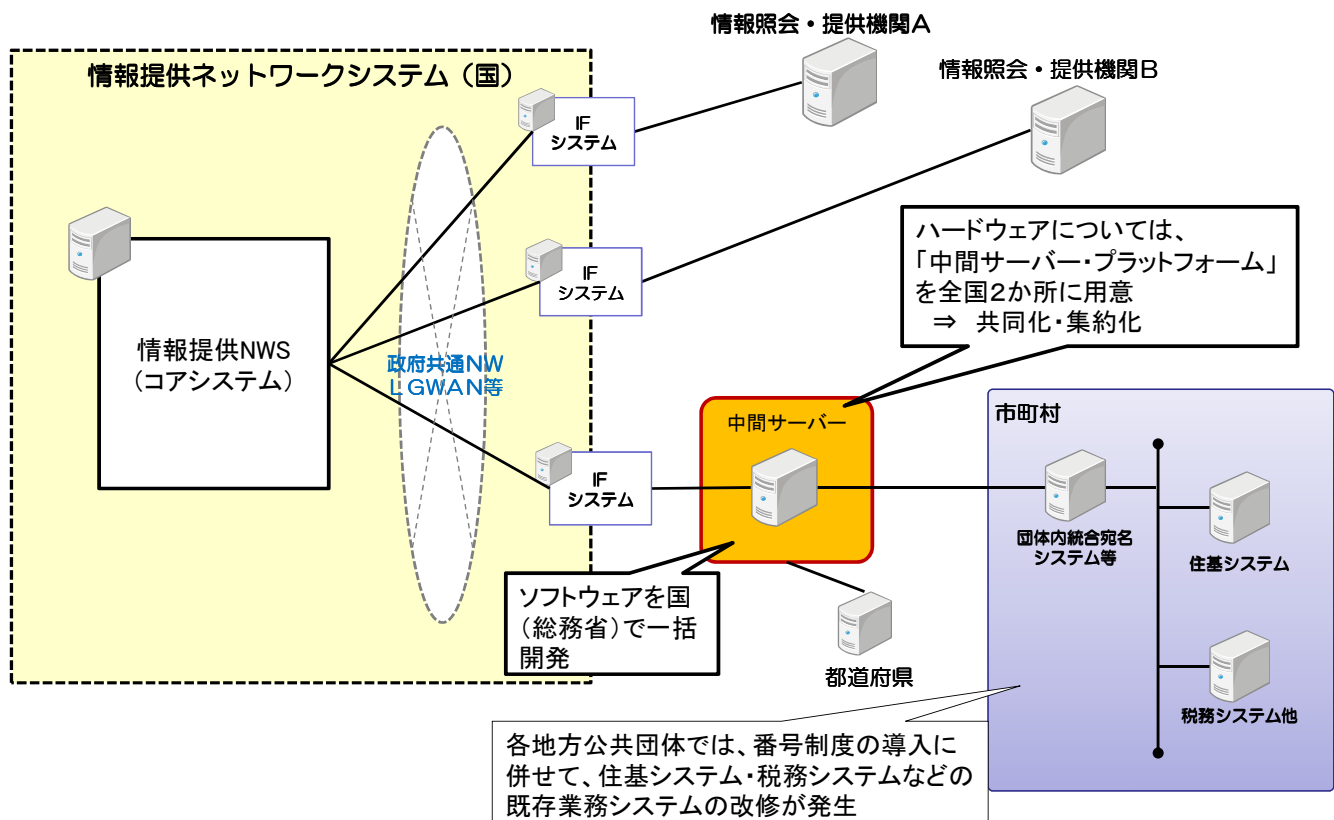 情報照会・提供機関A
情報提供ネットワークシステム（国）
情報照会・提供機関B
IF
システム
ハードウェアについては、
「中間サーバー・プラットフォーム」
を全国2か所に用意
⇒ 共同化・集約化
IF
システム
情報提供NWS
（コアシステム）
政府共通NW
LGWAN等
中間サーバー
市町村
IF
システム
団体内統合宛名
システム等
住基システム
ソフトウェアを国
（総務省）で一括
開発
都道府県
税務システム他
各地方公共団体では、番号制度の導入に
併せて、住基システム・税務システムなどの
既存業務システムの改修が発生